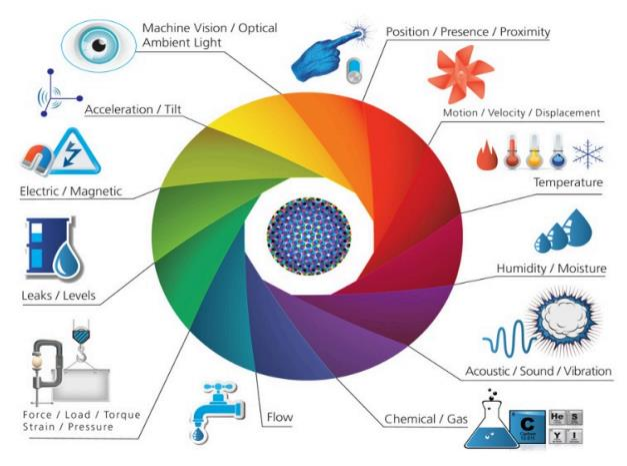 Machine Vision / Optical
Ambient Light
Position / Presence / Proximity
Acceleration / Tilt
Motion / Velocity / Displacement
Electric / Magnetic
Temperature
Leaks / Levels
Humidity / Moisture
Force / Load / Torque
Strain / Pressure
Acoustic / Sound / Vibration
Flow
Chemical / Gas
C
He
S
Y
I